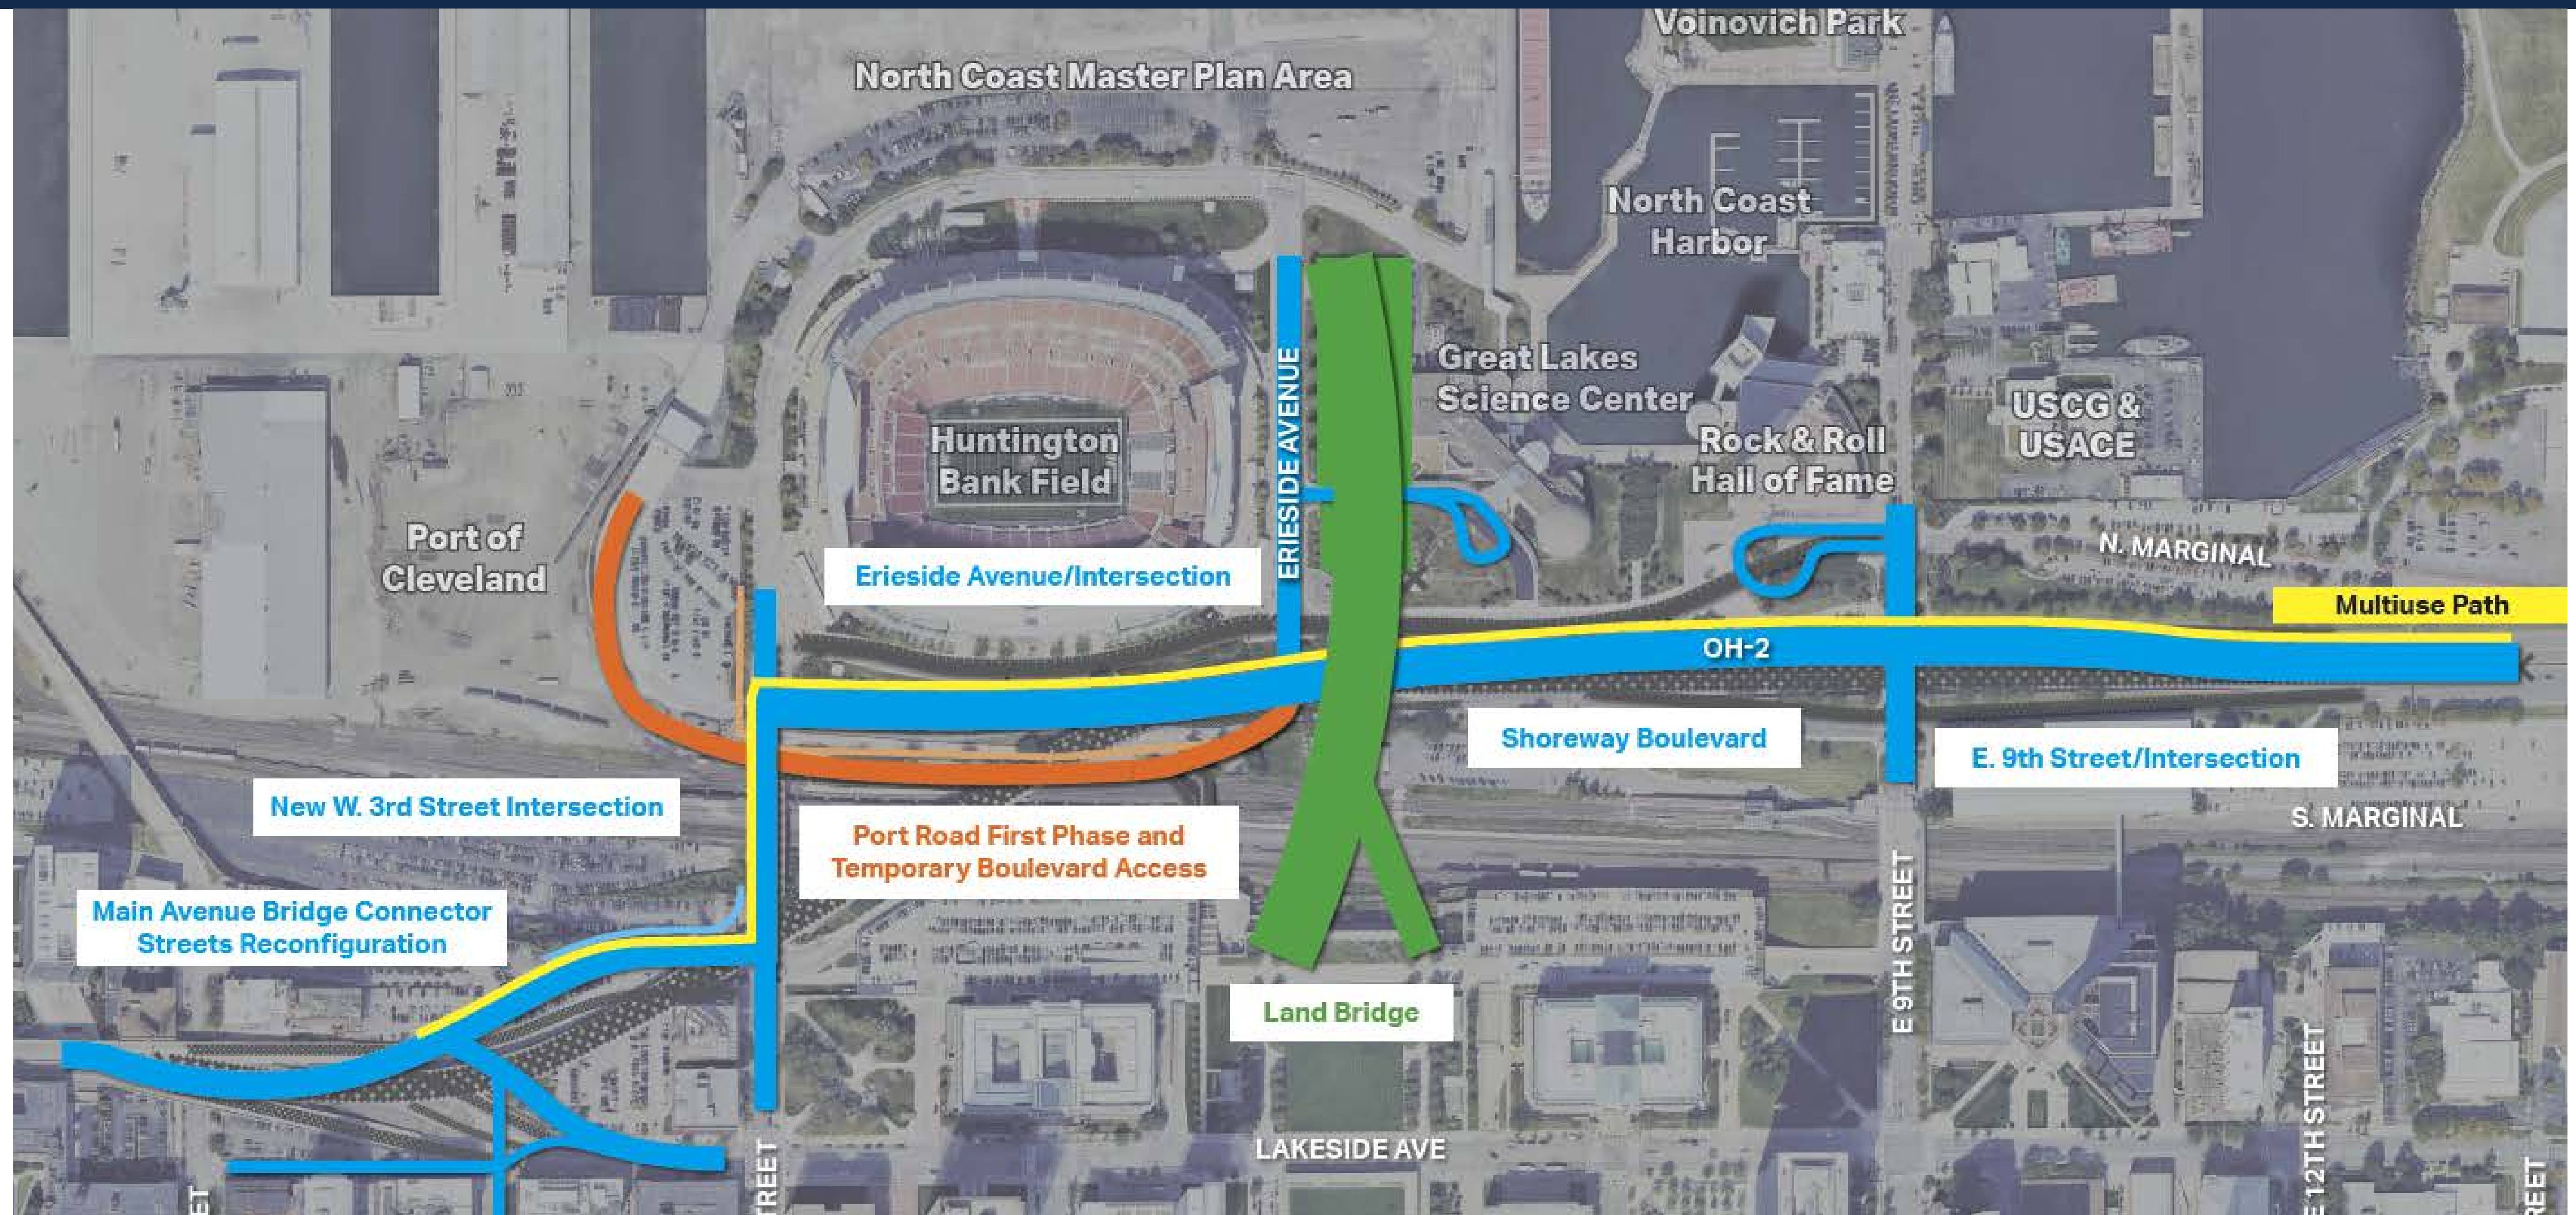 Voinovich Park
North Coast Master Plan Area
North Coast
Harbor
Great Lakes
Science Center
ERIESIDE AVENUE
Huntington
Bank Field
Rock & Roll
Hall of Fame
USCG &
USACE
Port of
Cleveland
N. MARGINAL
Erieside Avenue/Intersection
Multiuse Path
OH-2
Shoreway Boulevard
E. 9th Street/Intersection
New W. 3rd Street Intersection
S. MARGINAL
Port Road First Phase and
Temporary Boulevard Access
Main Avenue Bridge Connector
Streets Reconfiguration
E 9TH STREET
Land Bridge
LAKESIDE AVE
E 12TH STREET